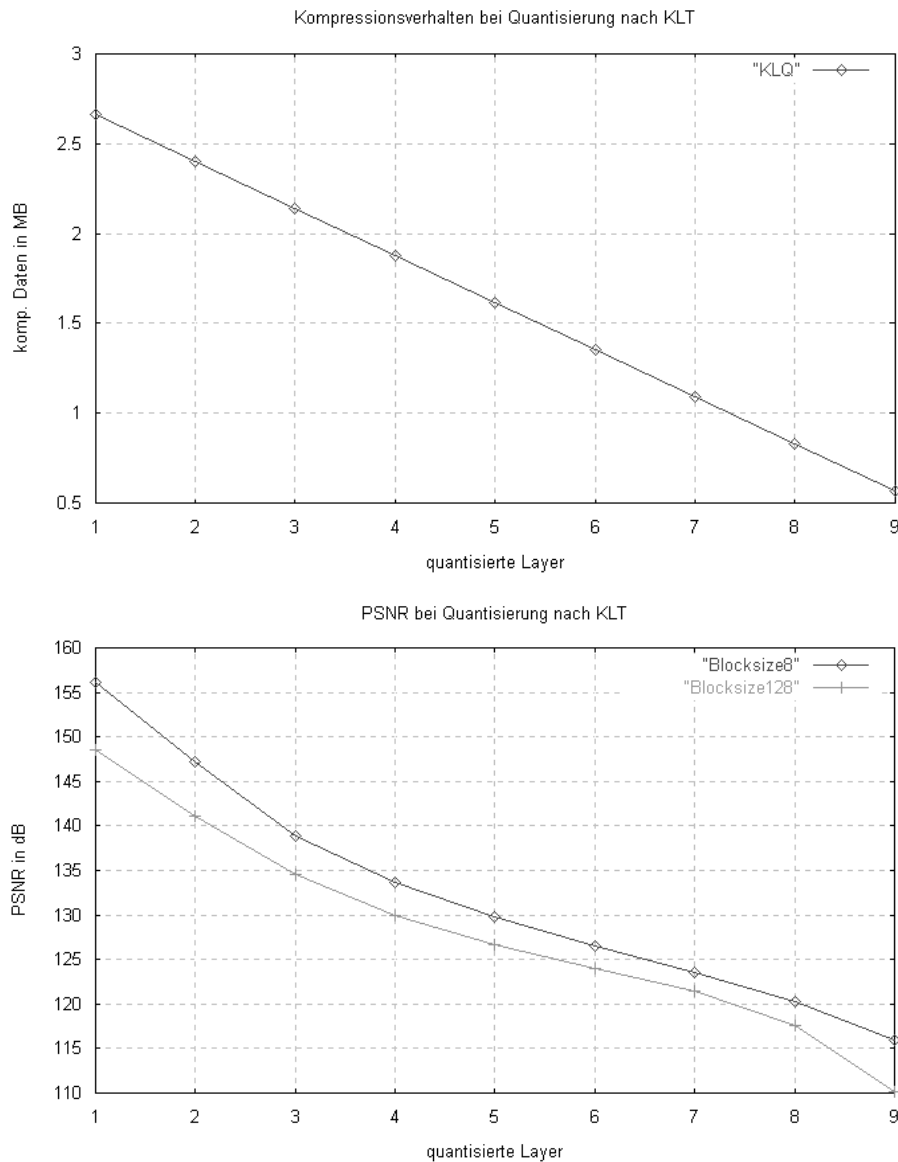 Kompressionsverhalten bei Quantisierung nach KLT
3
"KLQ"
2.5
2
komp. Daten in MB
1.5
1
0.5
1 2 3 4 5 6 7 8 9
quantisierte Layer
PSNR bei Quantisierung nach KLT
160
"Blocksize8"
"Blocksize128"
155
150
145
140
135
PSNR in dB
130
125
120
115
110
1 2 3 4 5 6 7 8 9
quantisierte Layer